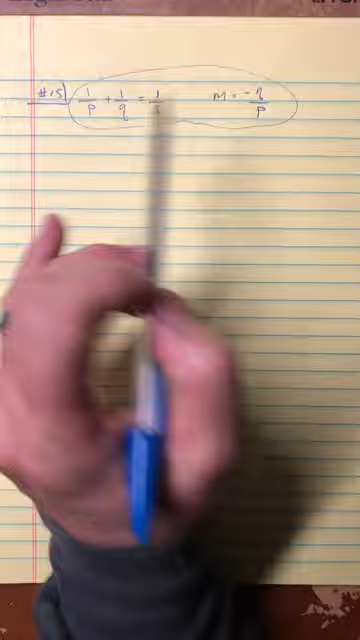 #15) 1/p + 1/q = 1/f m = -q/p